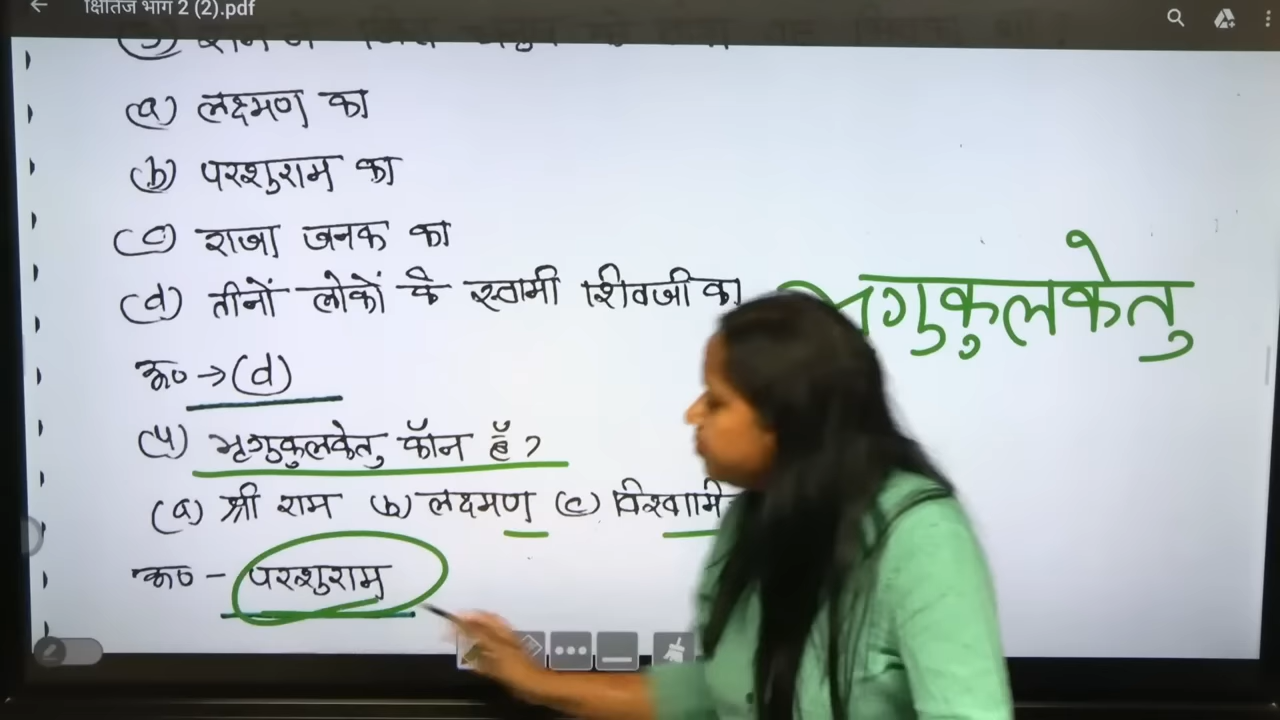 क्षितिज भाग 2 (2).pdf
(a) लक्ष्मण का
(b) परशुराम का
(c) राजा जनक का
(d) तीनों लोकों के स्वामी शिवजी का
गुकुलकेतु
उ० → (d)
(4) भृगुकुलकेतु कौन है ?
(a) श्री राम (b) लक्ष्मण (c)
उ० - परशुराम